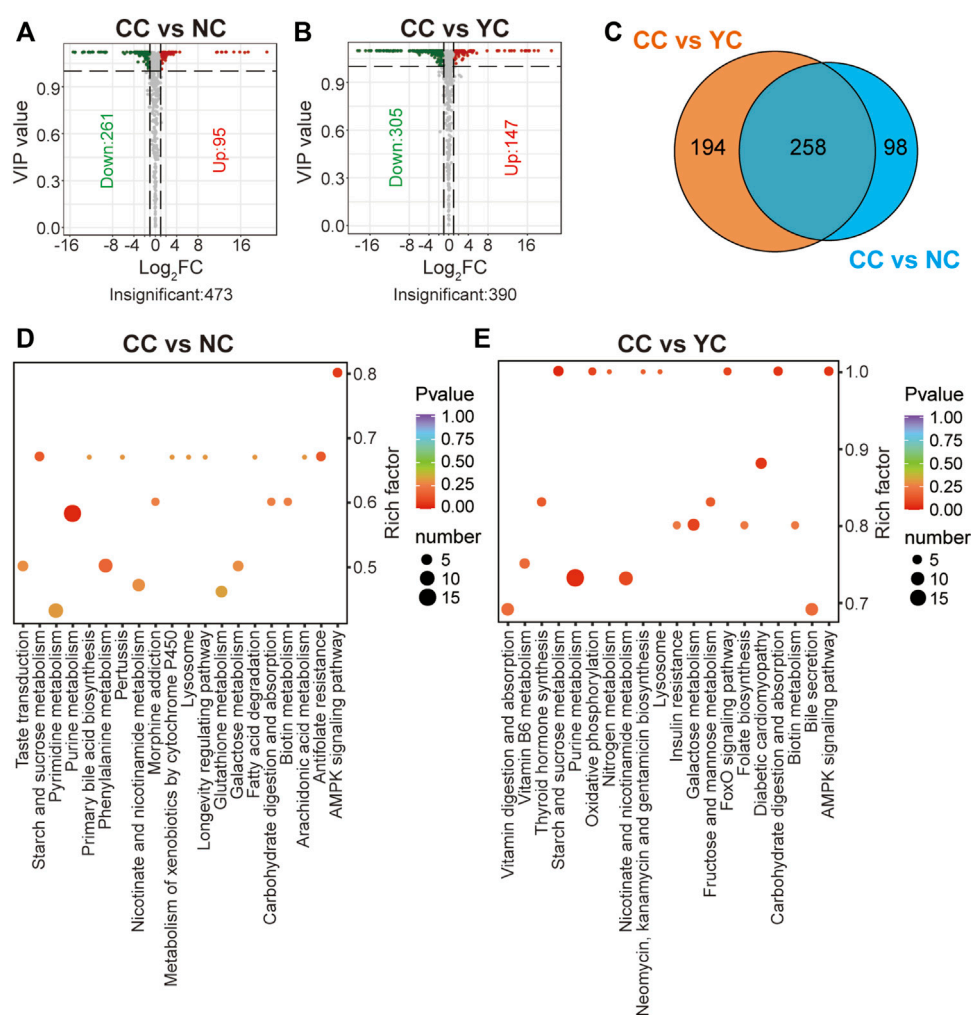 A
CC vs NC
VIP value
0.9
0.6
0.3
0.0
Down:261
Up:95
-16
-8
-4
0
4
8
16
Log2FC
Insignificant:473
B
CC vs YC
VIP value
0.9
0.6
0.3
0.0
Down:305
Up:147
-16
-8
-4
0
4
8
16
Log2FC
Insignificant:390
C
CC vs YC
194
258
98
CC vs NC
D
CC vs NC
0.8
0.7
0.6
0.5
Rich factor
Pvalue
1.00
0.75
0.50
0.25
0.00
number
5
10
15
Taste transduction
Starch and sucrose metabolism
Pyrimidine metabolism
Purine metabolism
Primary bile acid biosynthesis
Phenylalanine metabolism
Pertussis
Nicotinate and nicotinamide metabolism
Morphine addiction
Metabolism of xenobiotics by cytochrome P450
Lysosome
Longevity regulating pathway
Glutathione metabolism
Galactose metabolism
Fatty acid degradation
Carbohydrate digestion and absorption
Biotin metabolism
Arachidonic acid metabolism
Antifolate resistance
AMPK signaling pathway
E
CC vs YC
1.0
0.9
0.8
0.7
Rich factor
Pvalue
1.00
0.75
0.50
0.25
0.00
number
5
10
15
Vitamin digestion and absorption
Vitamin B6 metabolism
Thyroid hormone synthesis
Starch and sucrose metabolism
Purine metabolism
Oxidative phosphorylation
Nitrogen metabolism
Nicotinate and nicotinamide metabolism
Neomycin, kanamycin and gentamicin biosynthesis
Lysosome
Insulin resistance
Galactose metabolism
Fructose and mannose metabolism
FoxO signaling pathway
Folate biosynthesis
Diabetic cardiomyopathy
Carbohydrate digestion and absorption
Biotin metabolism
Bile secretion
AMPK signaling pathway